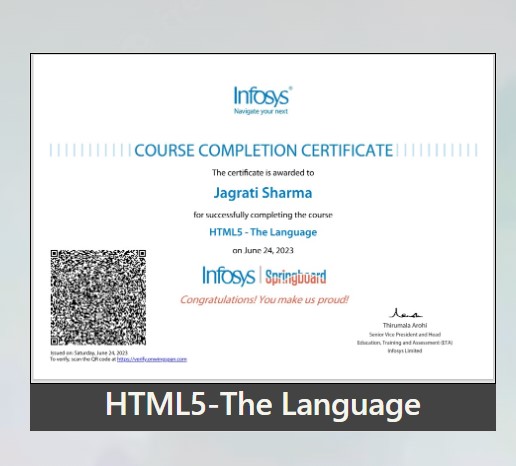 Infosys®
Navigate your next
COURSE COMPLETION CERTIFICATE
The certificate is awarded to
Jagrati Sharma
for successfully completing the course
HTML5 - The Language
on June 24, 2023
Infosys | Springboard
Congratulations! You make us proud!
Thirumala Arohi
Senior Vice President and Head
Education, Training and Assessment (ETA)
Infosys Limited
Issued on: Saturday, June 24, 2023
To verify, scan the QR code at https://verify.onwingspan.com
HTML5-The Language